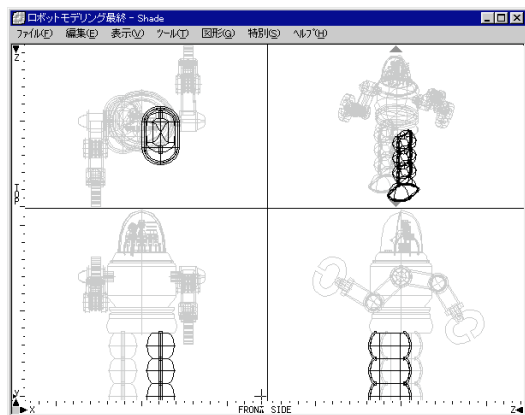 ロボットモデリング最終 - Shade
ファイル(F) 編集(E) 表示(V) ツール(T) 図形(G) 特別(S) ヘルプ(H)
Z
TOP
Y
X FRONT SIDE Z